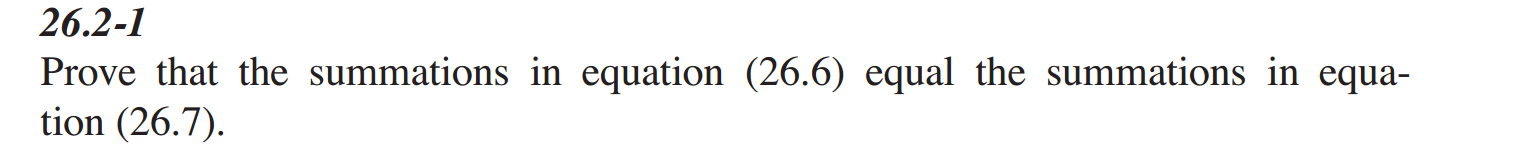 26.2-1
Prove that the summations in equation (26.6) equal the summations in equa-
tion (26.7).